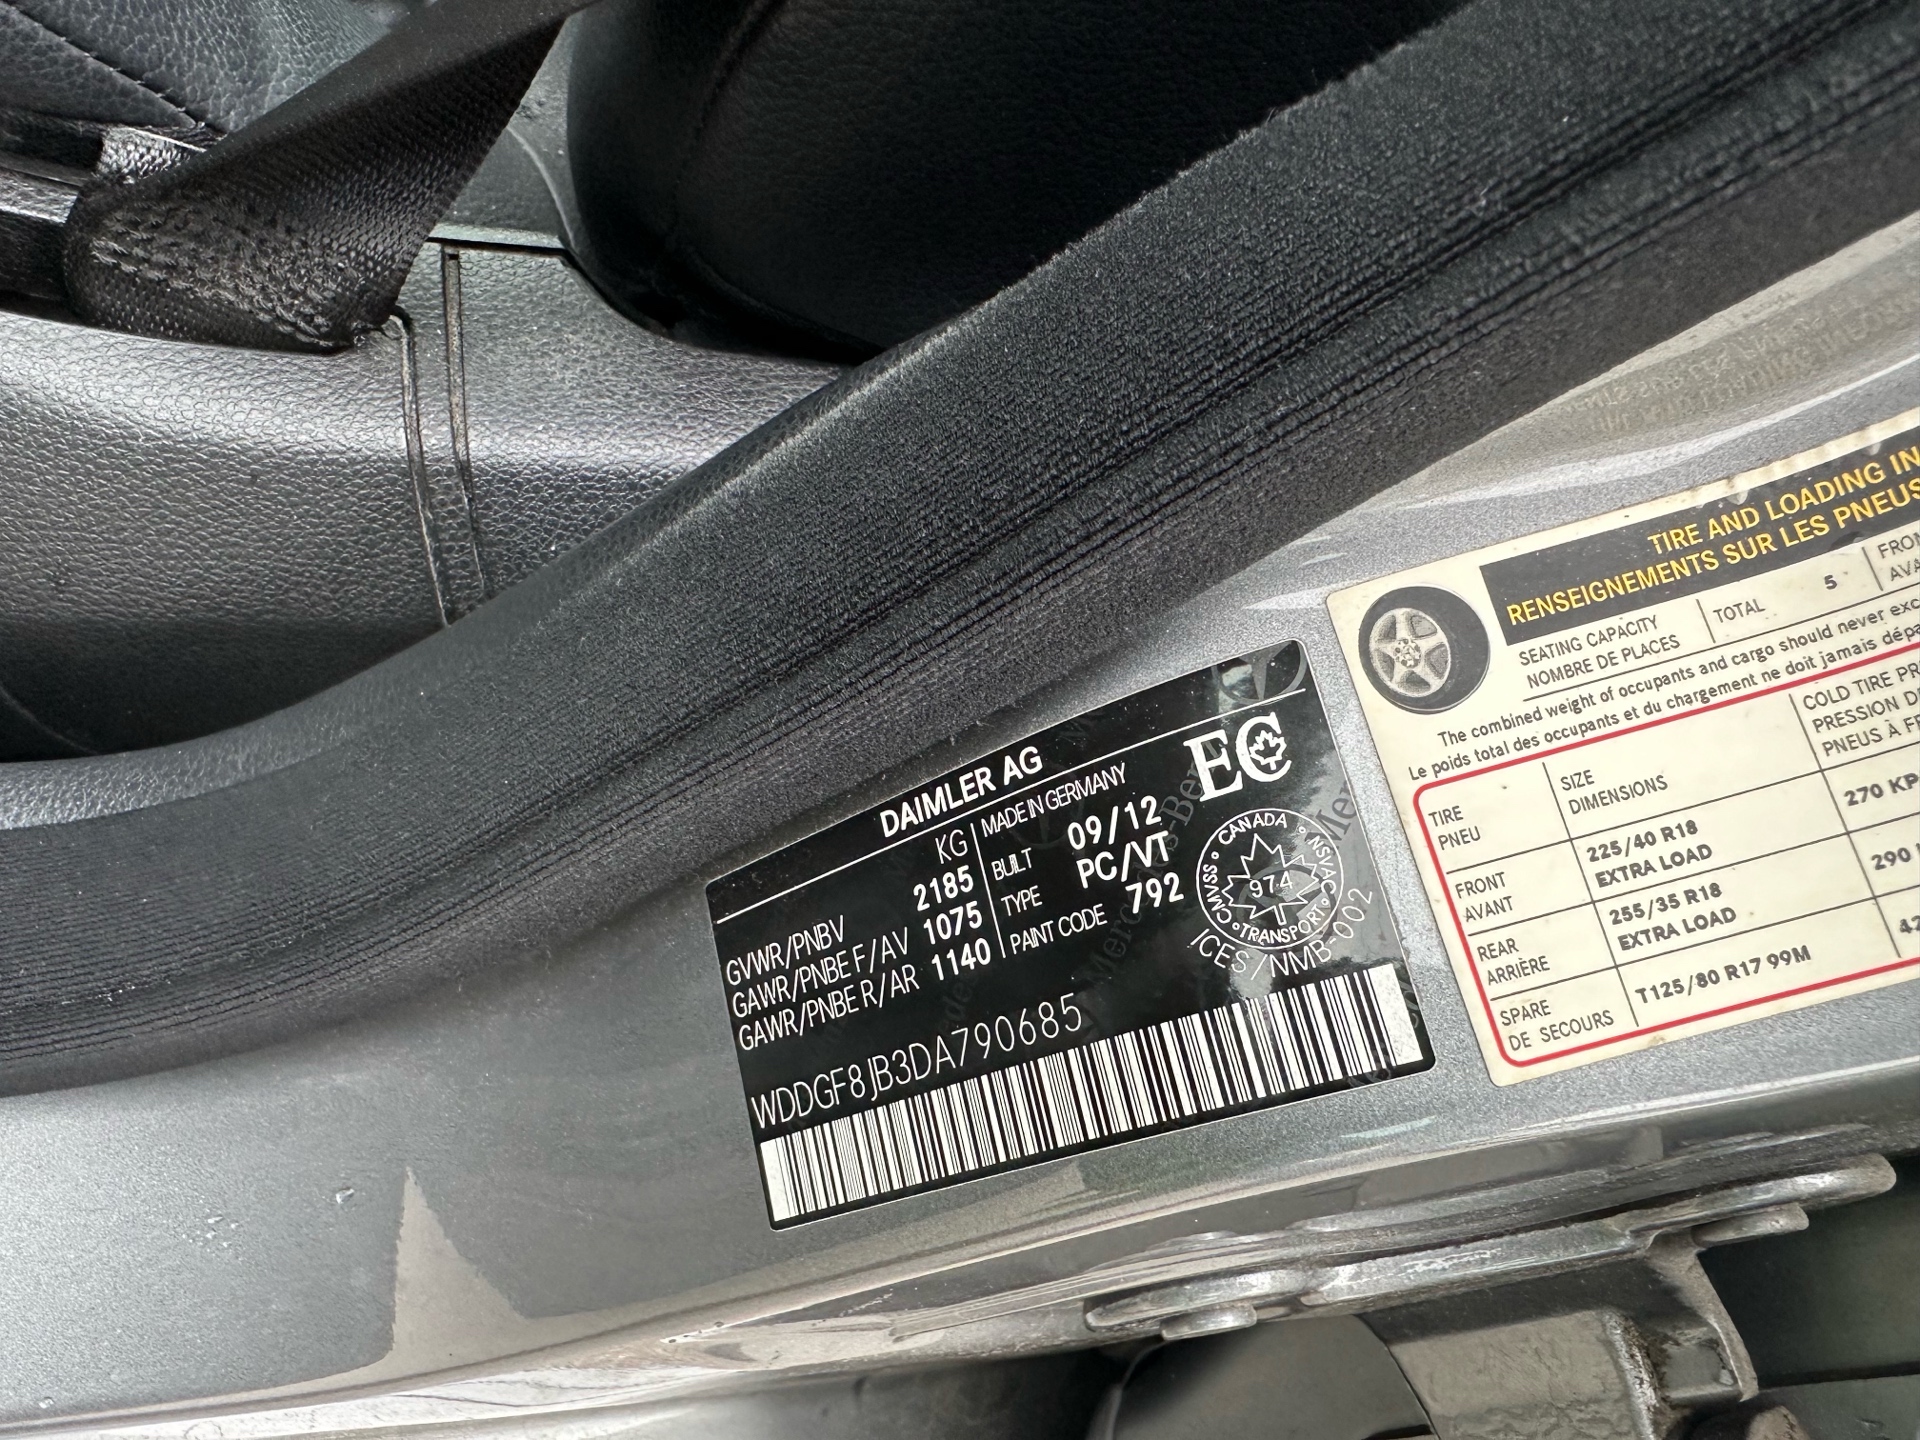 DAIMLER AG
KG
GVWR/PNBV 2185
GAWR/PNBE F/AV 1075
GAWR/PNBE R/AR 1140
MADE IN GERMANY
BUILT 09/12
TYPE PC/VT
PAINT CODE 792
EC
CANADA
NSVAC
TRANSPORT
CMVSS
974
ICES/NMB-002
WDDGF8JB3DA790685
TIRE AND LOADING
RENSEIGNEMENTS SUR LES PNEUS
SEATING CAPACITY
NOMBRE DE PLACES
TOTAL 5
The combined weight of occupants and cargo should never
Le poids total des occupants et du chargement ne doit jamais
TIRE
PNEU
SIZE
DIMENSIONS
COLD TIRE
PRESSION
PNEUS À
FRONT
AVANT
225/40 R18
EXTRA LOAD
270
REAR
ARRIÈRE
255/35 R18
EXTRA LOAD
290
SPARE
DE SECOURS
T125/80 R17 99M